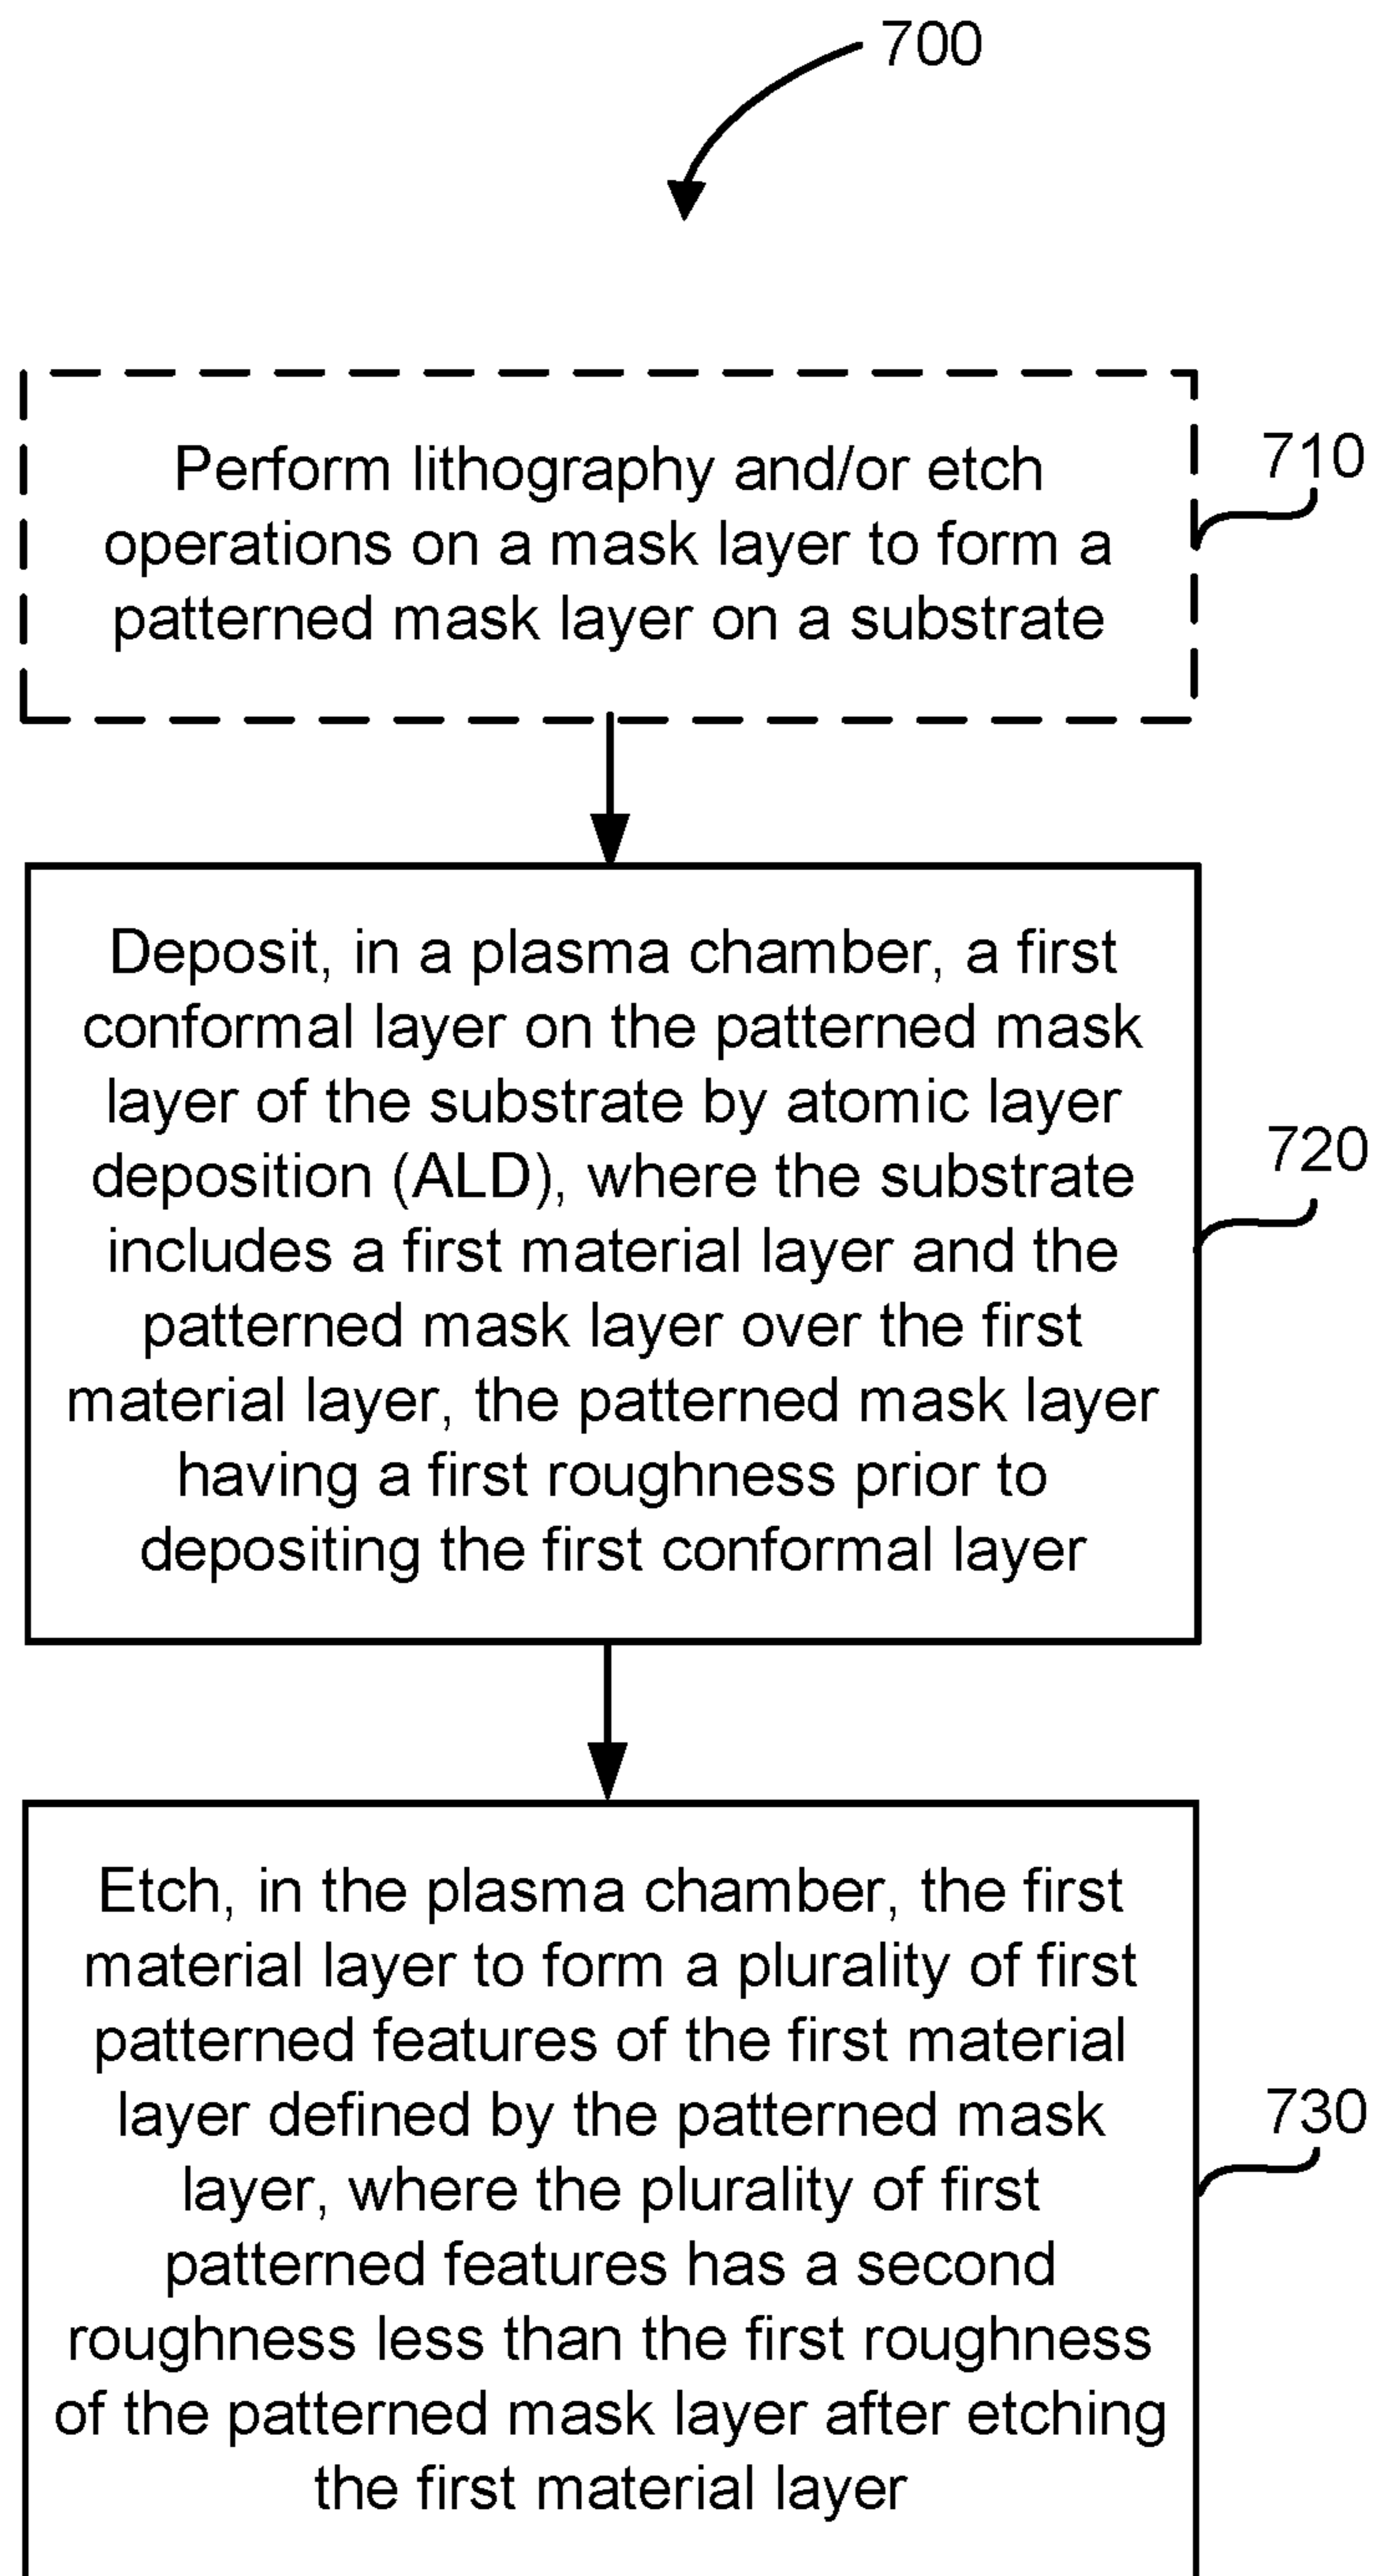 700
Perform lithography and/or etch
operations on a mask layer to form a
patterned mask layer on a substrate
710
Deposit, in a plasma chamber, a first
conformal layer on the patterned mask
layer of the substrate by atomic layer
deposition (ALD), where the substrate
includes a first material layer and the
patterned mask layer over the first
material layer, the patterned mask layer
having a first roughness prior to
depositing the first conformal layer
720
Etch, in the plasma chamber, the first
material layer to form a plurality of first
patterned features of the first material
layer defined by the patterned mask
layer, where the plurality of first
patterned features has a second
roughness less than the first roughness
of the patterned mask layer after etching
the first material layer
730